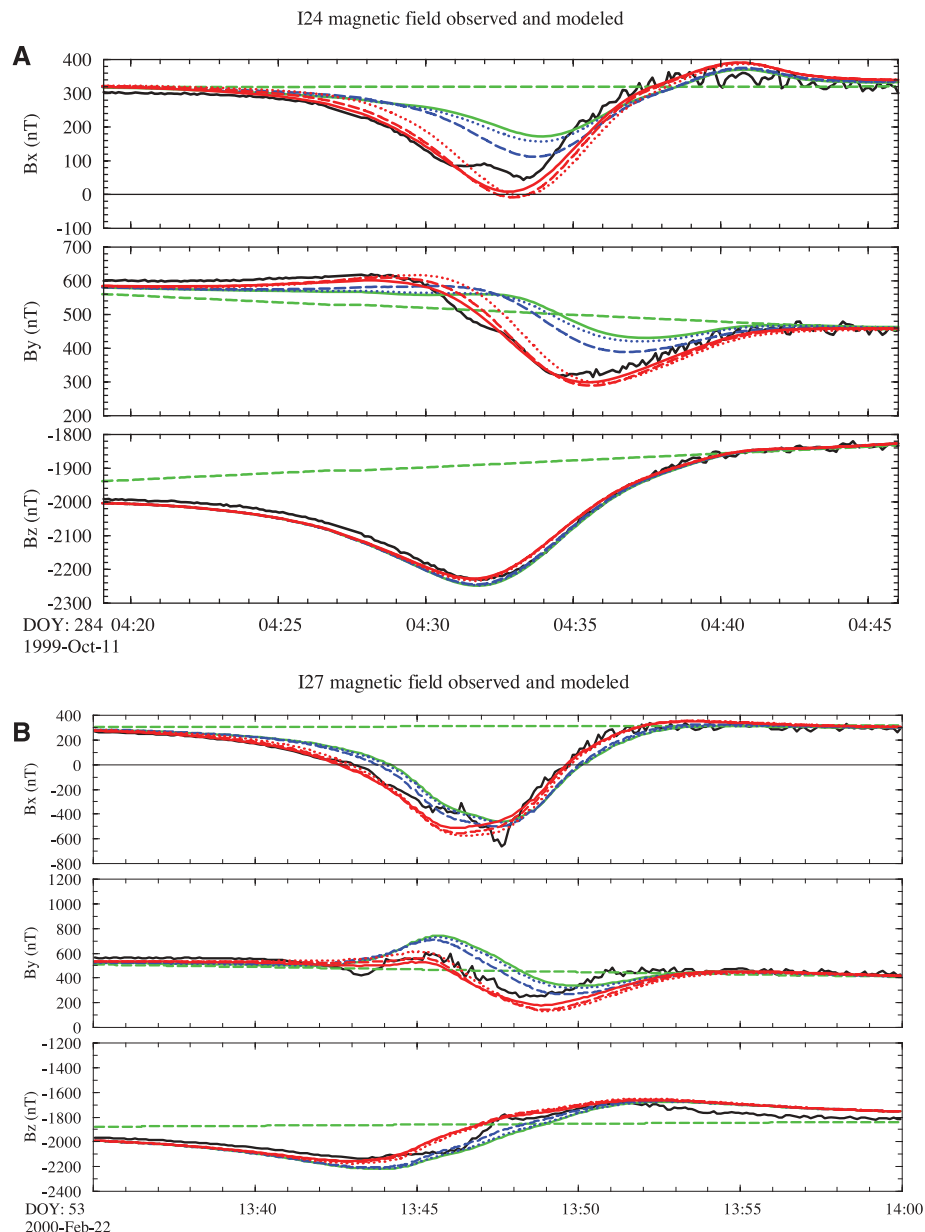 I24 magnetic field observed and modeled
A
Bx (nT)
400
300
200
100
0
-100
By (nT)
700
600
500
400
300
200
Bz (nT)
-1800
-1900
-2000
-2100
-2200
-2300
DOY: 284 04:20 04:25 04:30 04:35 04:40 04:45
1999-Oct-11
I27 magnetic field observed and modeled
B
Bx (nT)
400
200
0
-200
-400
-600
-800
By (nT)
1200
1000
800
600
400
200
0
Bz (nT)
-1200
-1400
-1600
-1800
-2000
-2200
-2400
DOY: 53 13:40 13:45 13:50 13:55 14:00
2000-Feb-22